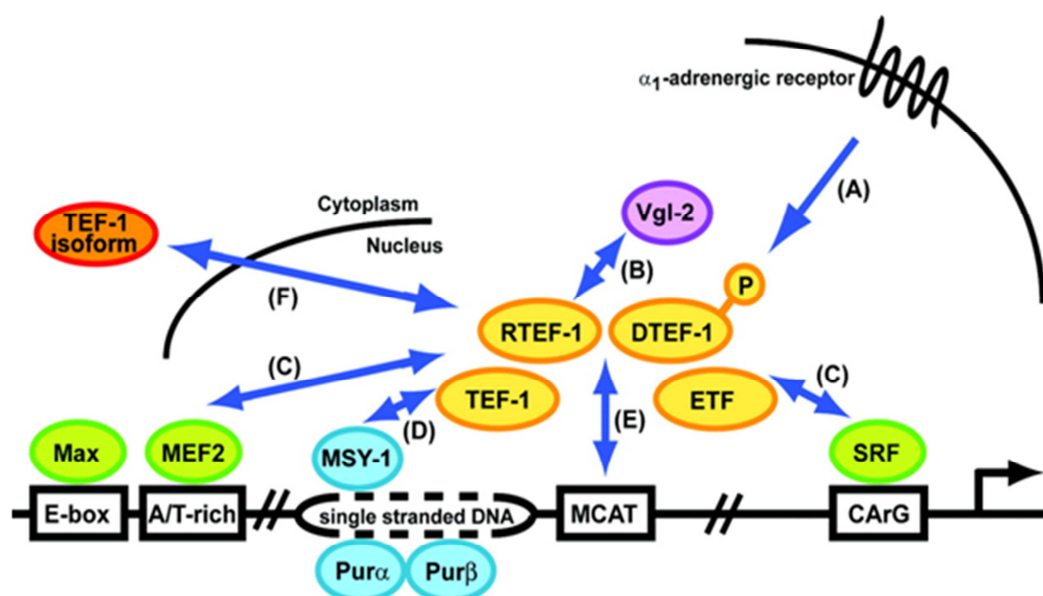 α1-adrenergic receptor
(A)
Cytoplasm
Nucleus
TEF-1
isoform
(F)
Vgl-2
(B)
P
RTEF-1
DTEF-1
(C)
TEF-1
ETF
(C)
(D)
(E)
Max
MEF2
MSY-1
SRF
E-box
A/T-rich
single stranded DNA
MCAT
CArG
Purα
Purβ